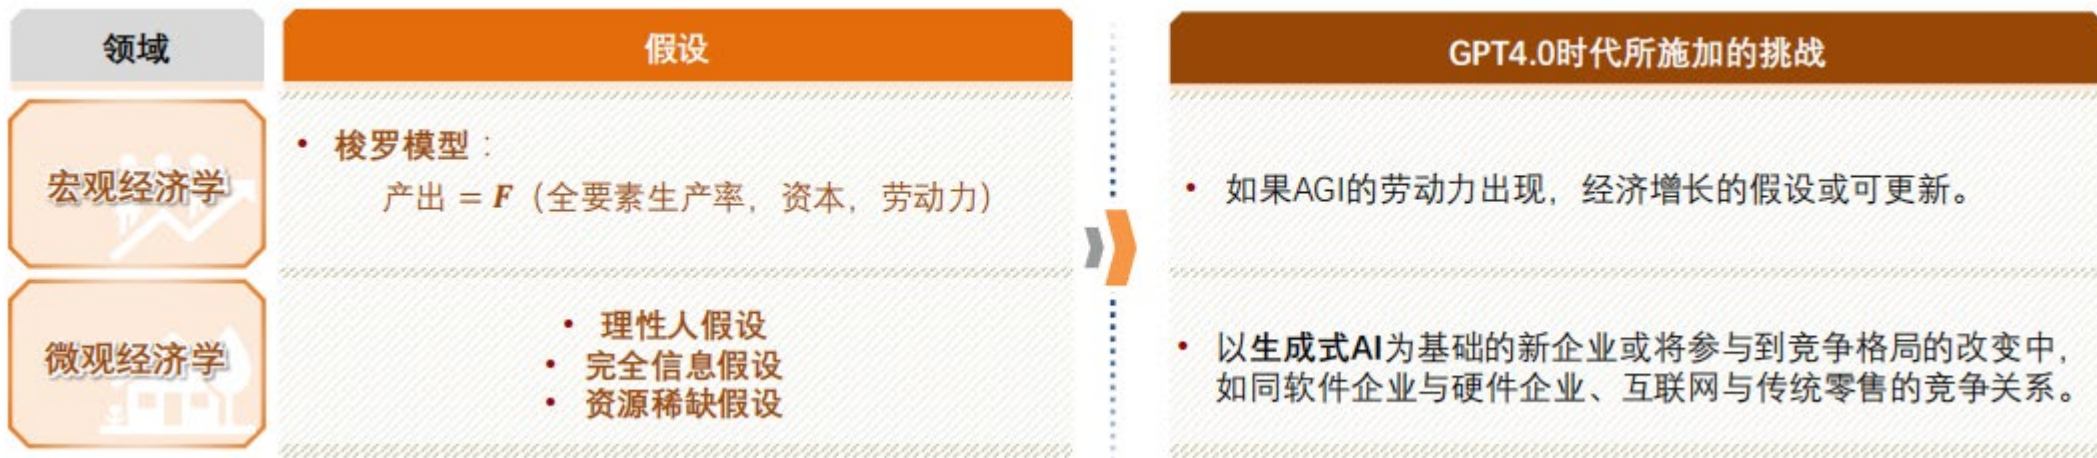 领域
假设
GPT4.0时代所施加的挑战
宏观经济学
• 梭罗模型：
产出 = F（全要素生产率，资本，劳动力）
• 如果AGI的劳动力出现，经济增长的假设或可更新。
微观经济学
• 理性人假设
• 完全信息假设
• 资源稀缺假设
• 以生成式AI为基础的新企业或将参与到竞争格局的改变中，
如同软件企业与硬件企业、互联网与传统零售的竞争关系。